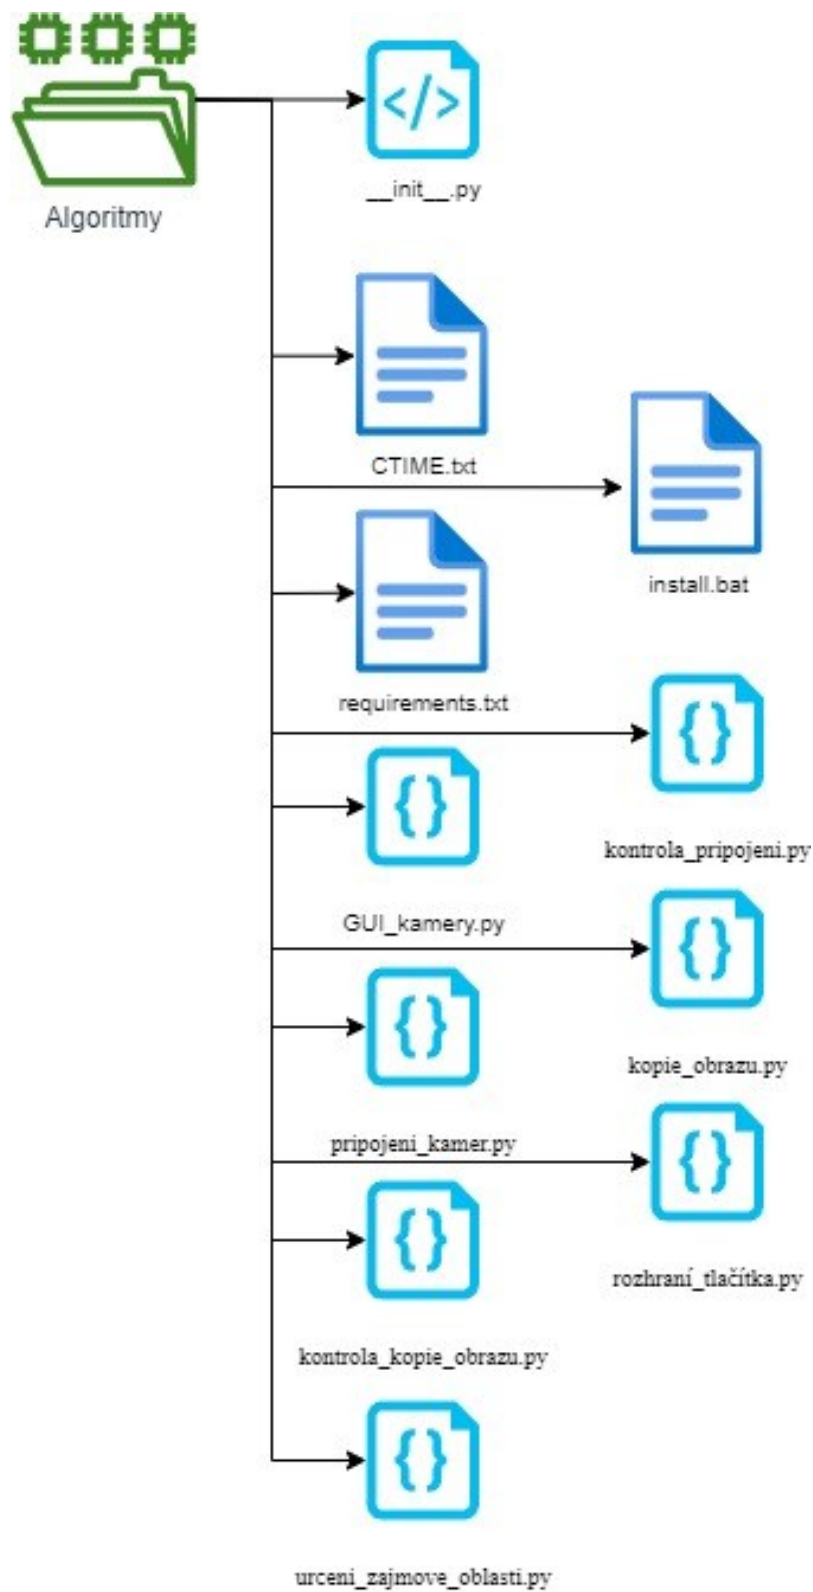 Algoritmy
__init__.py
CTIME.txt
install.bat
requirements.txt
kontrola_pripojeni.py
GUI_kamery.py
kopie_obrazu.py
pripojeni_kamer.py
rozhraní_tlačítka.py
kontrola_kopie_obrazu.py
urceni_zajmove_oblasti.py